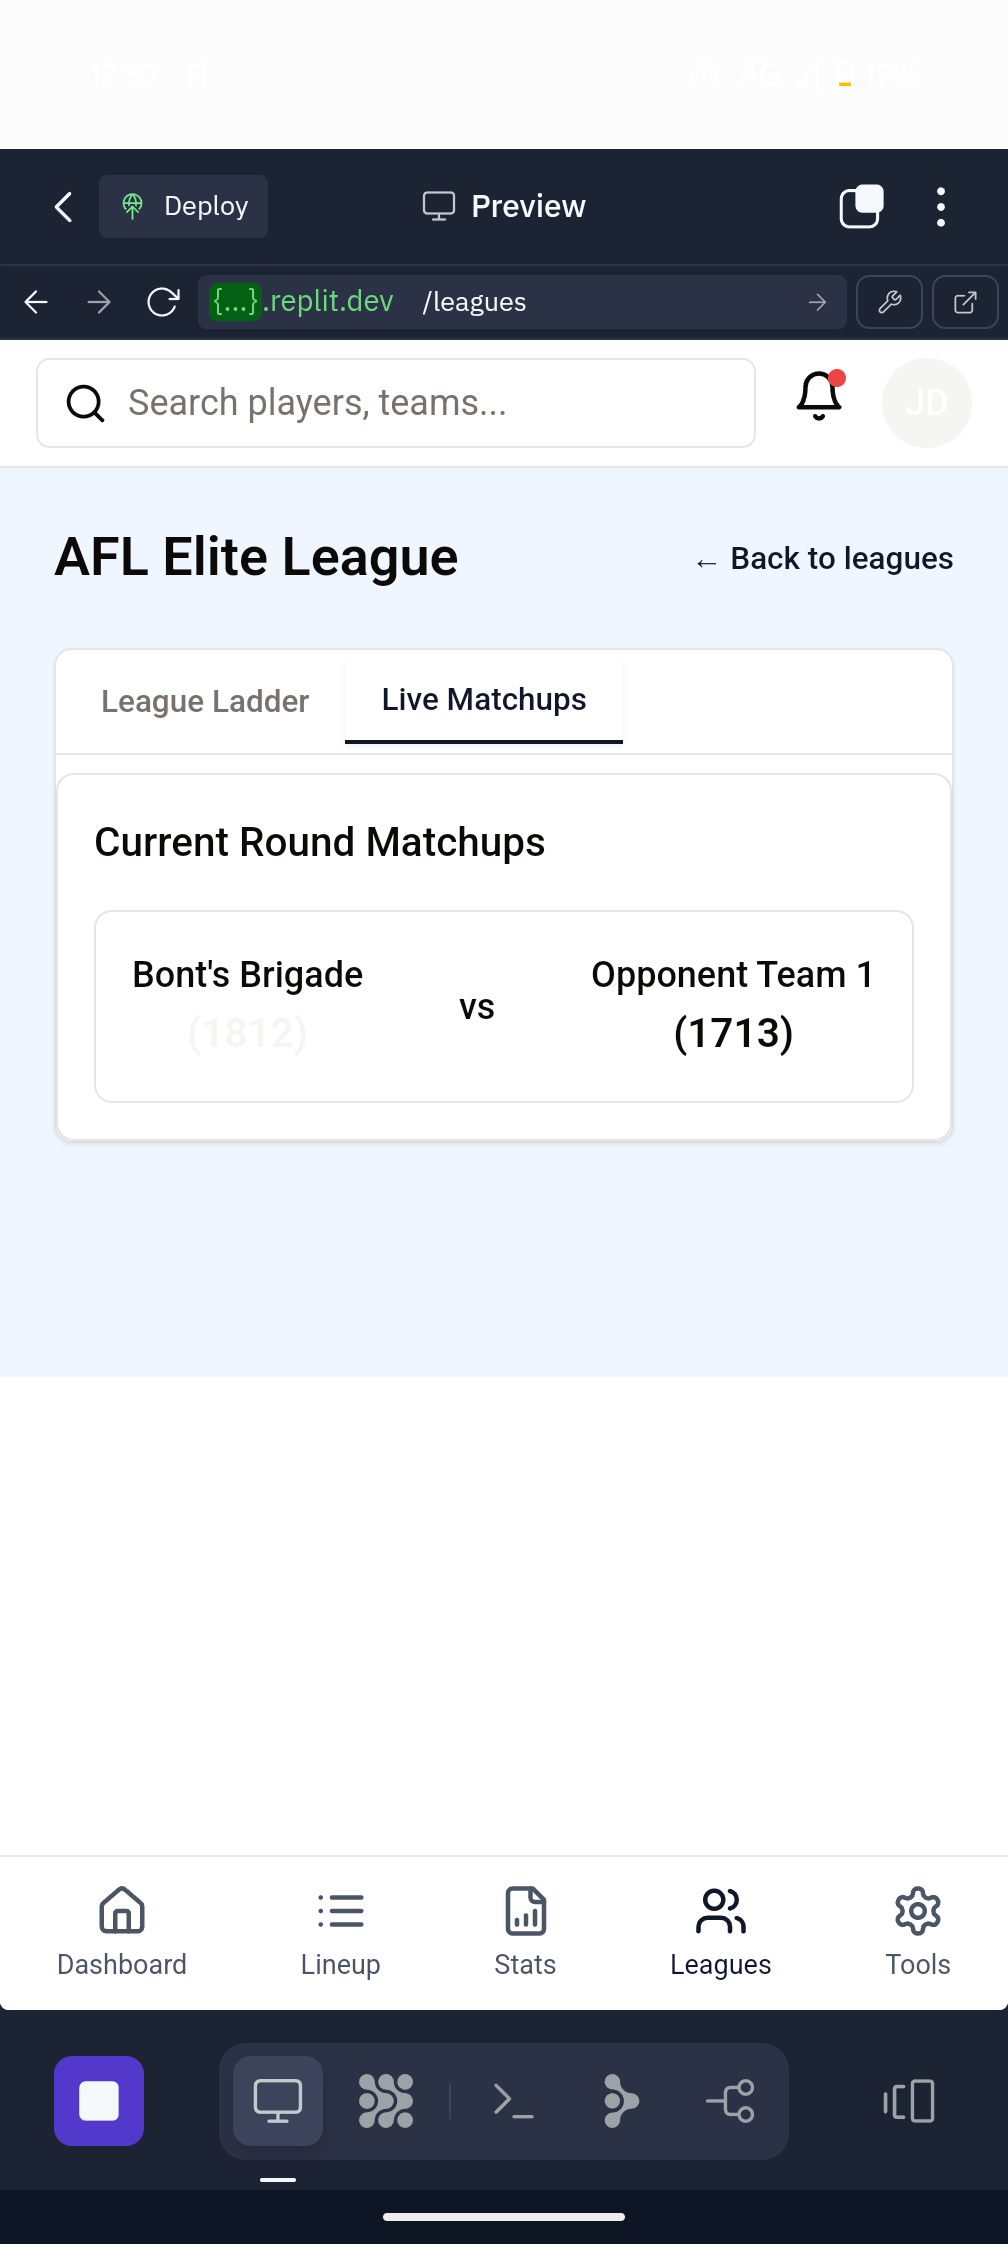 12:57 4G 17%
Deploy Preview
{...}.replit.dev /leagues
Search players, teams... JD
AFL Elite League ← Back to leagues
League Ladder Live Matchups
Current Round Matchups
Bont's Brigade vs Opponent Team 1
(1812) (1713)
Dashboard Lineup Stats Leagues Tools